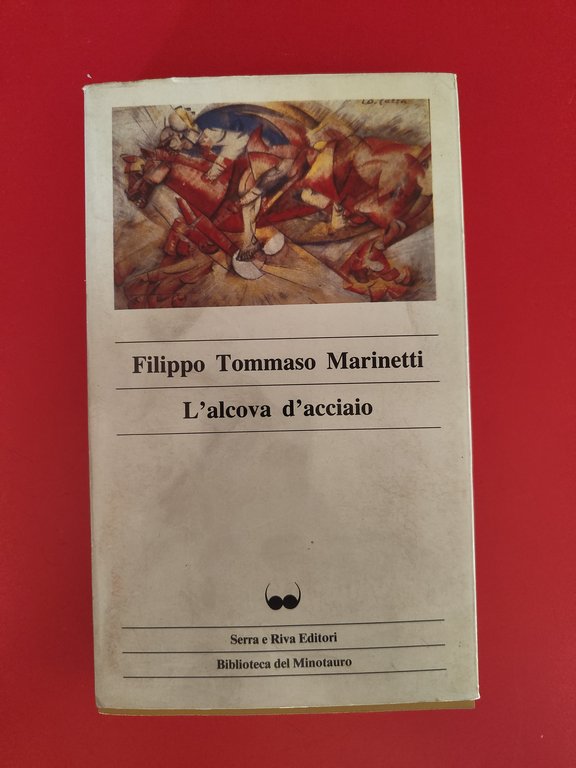 Filippo Tommaso Marinetti
L'alcova d'acciaio
Serra e Riva Editori
Biblioteca del Minotauro